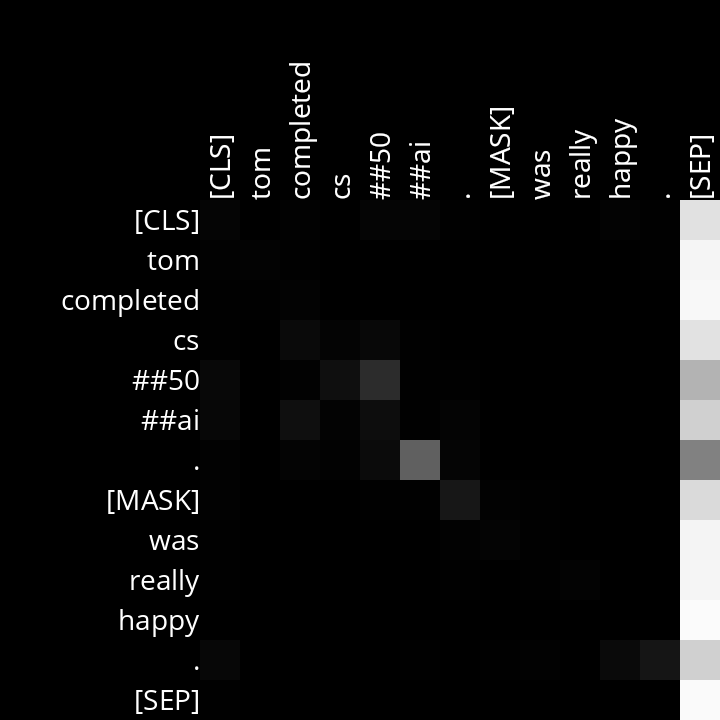 [CLS] tom completed cs ##50 ##ai . [MASK] was really happy . [SEP]
[CLS]
tom
completed
cs
##50
##ai
.
[MASK]
was
really
happy
.
[SEP]